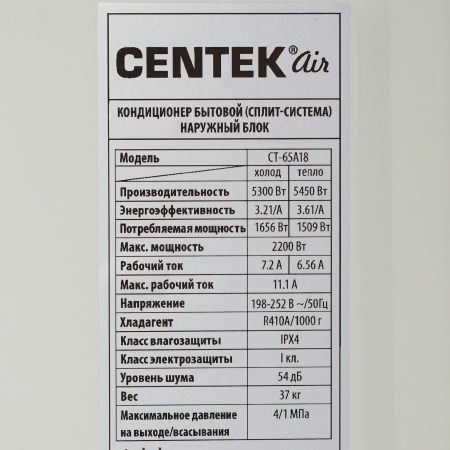 CENTEK® air
КОНДИЦИОНЕР БЫТОВОЙ (СПЛИТ-СИСТЕМА)
НАРУЖНЫЙ БЛОК
Модель CT-65A18
холод тепло
Производительность 5300 Вт 5450 Вт
Энергоэффективность 3.21/A 3.61/A
Потребляемая мощность 1656 Вт 1509 Вт
Макс. мощность 2200 Вт
Рабочий ток 7.2 А 6.56 А
Макс. рабочий ток 11.1 А
Напряжение 198-252 В ~/50Гц
Хладагент R410A/1000 г
Класс влагозащиты IPX4
Класс электрозащиты I кл.
Уровень шума 54 дБ
Вес 37 кг
Максимальное давление 4/1 МПа
на выходе/всасывания